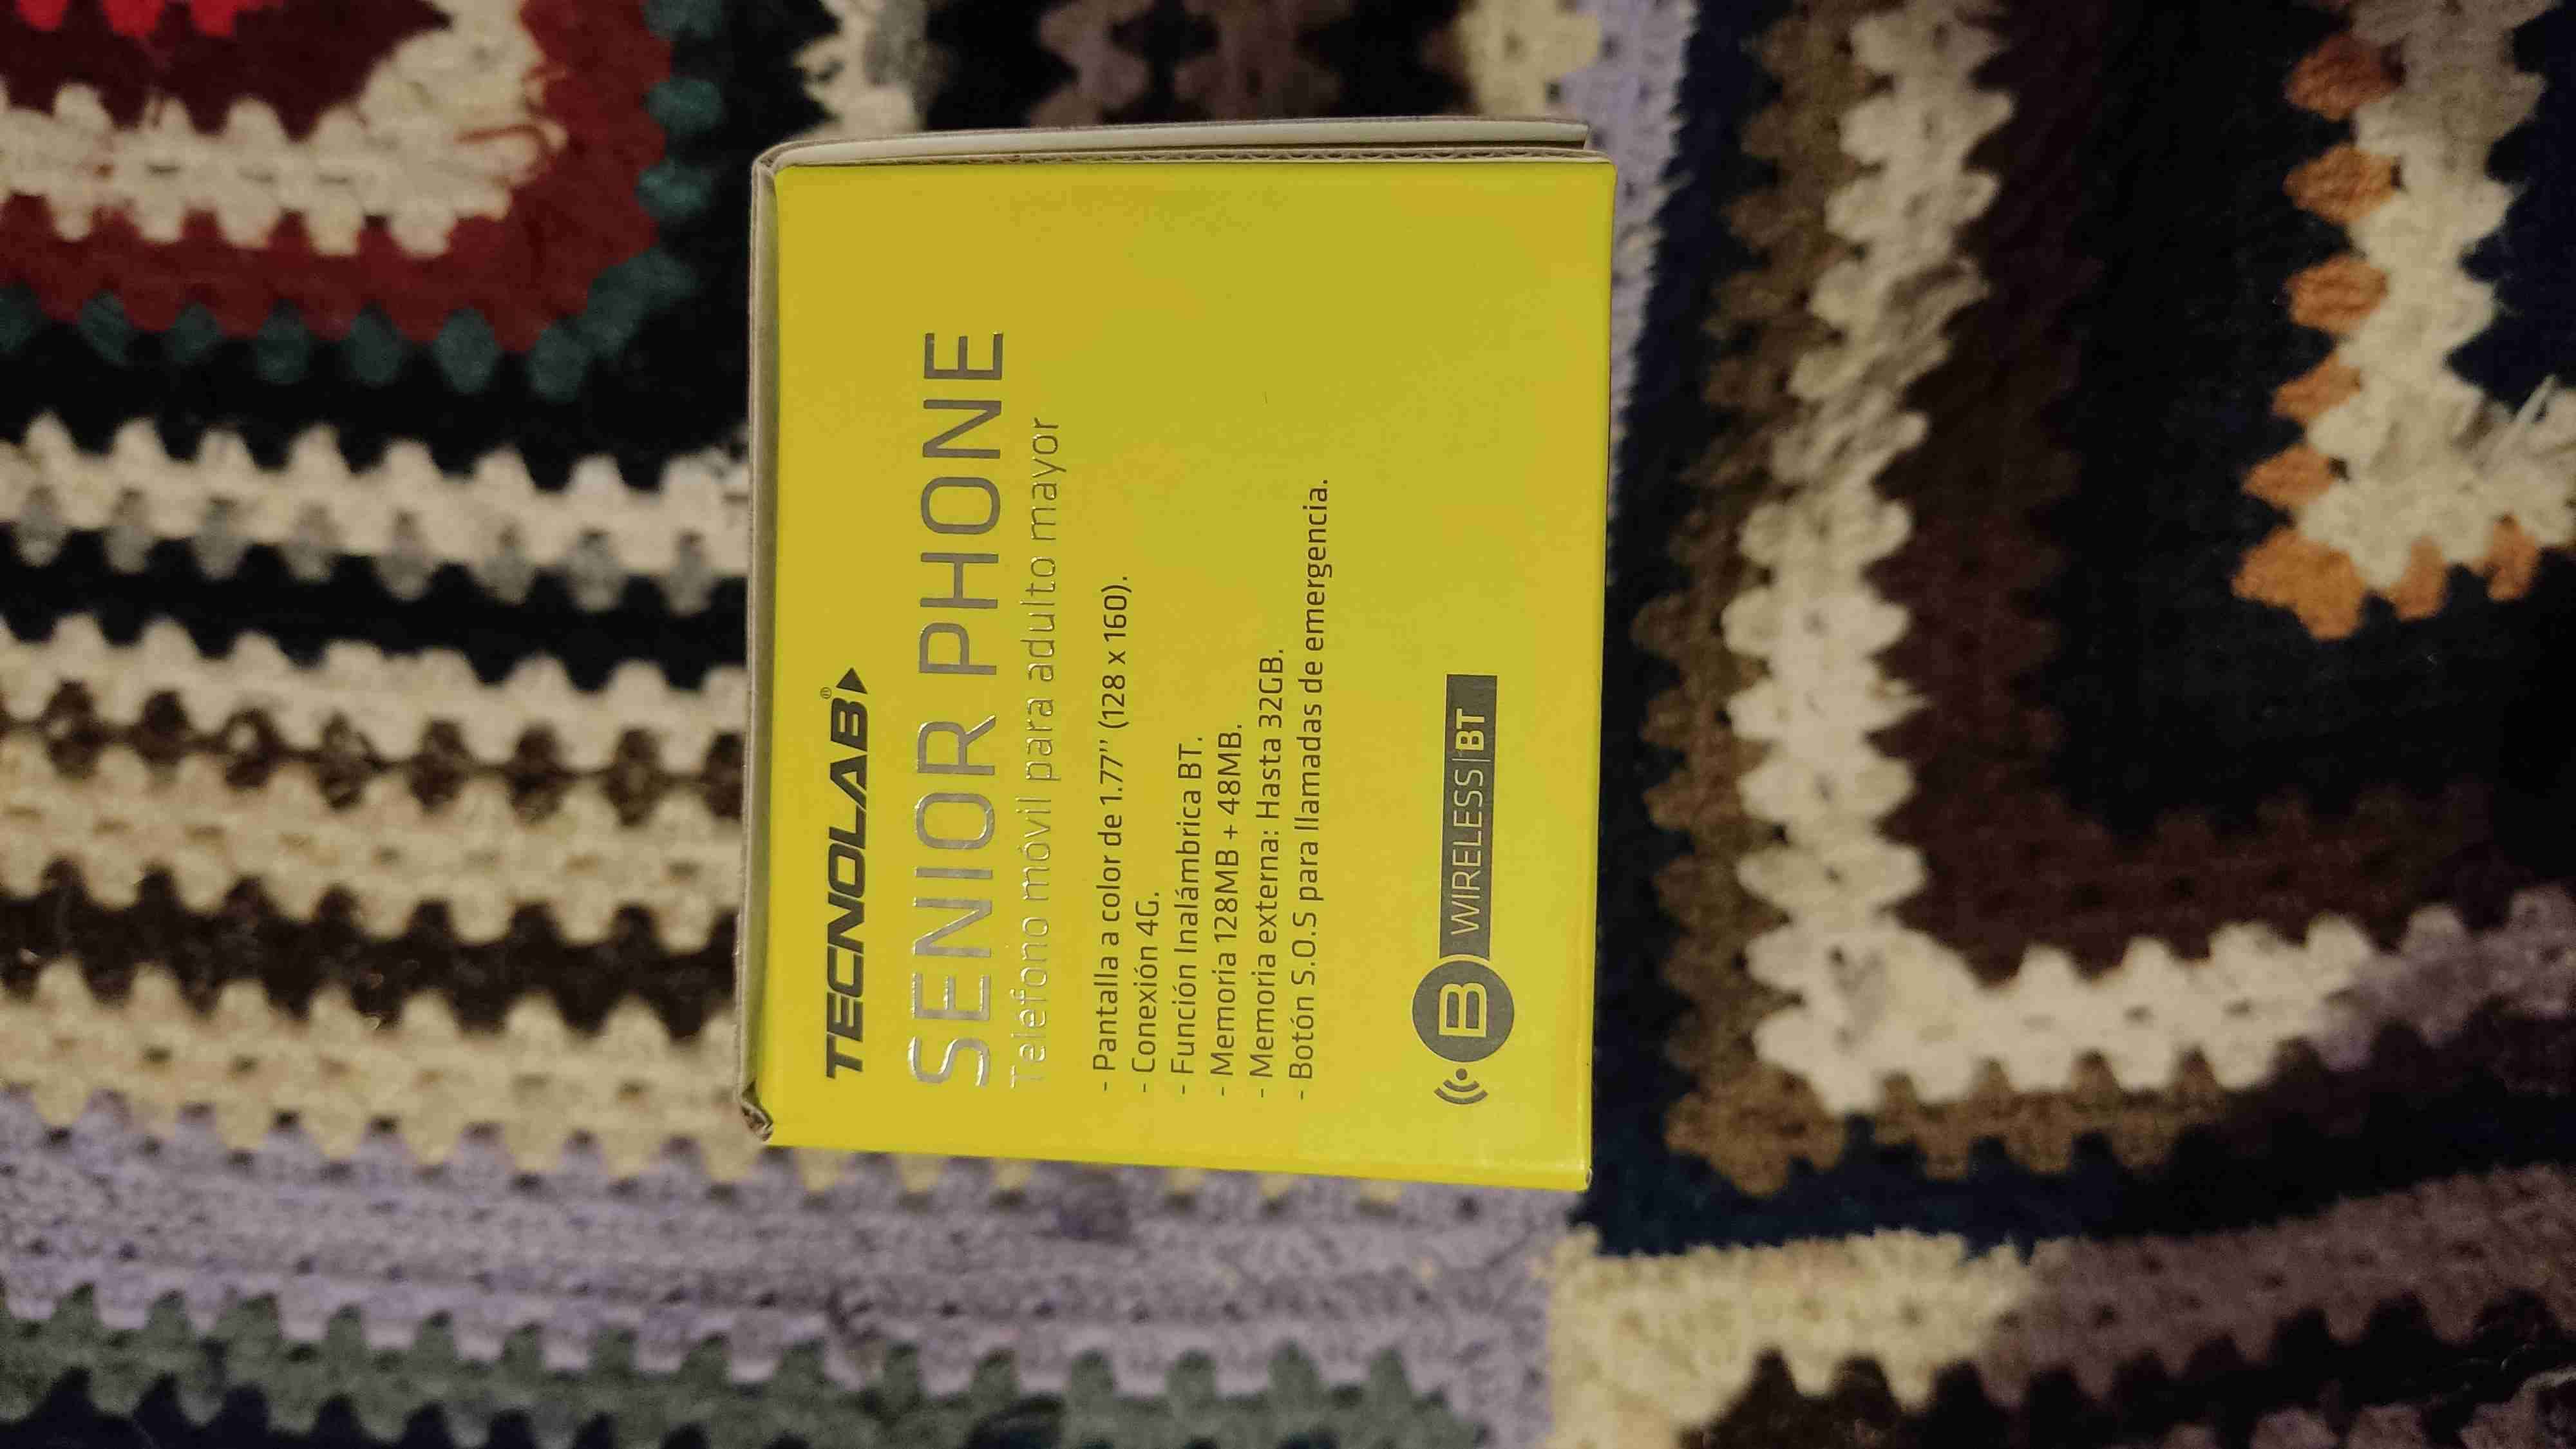 TECNOLAB®
SENIOR PHONE
Teléfono móvil para adulto mayor
- Pantalla a color de 1.77" (128 x 160).
- Conexión 4G.
- Función Inalámbrica BT.
- Memoria 128MB + 48MB.
- Memoria externa: Hasta 32GB.
- Botón S.O.S para llamadas de emergencia.
B WIRELESS|BT